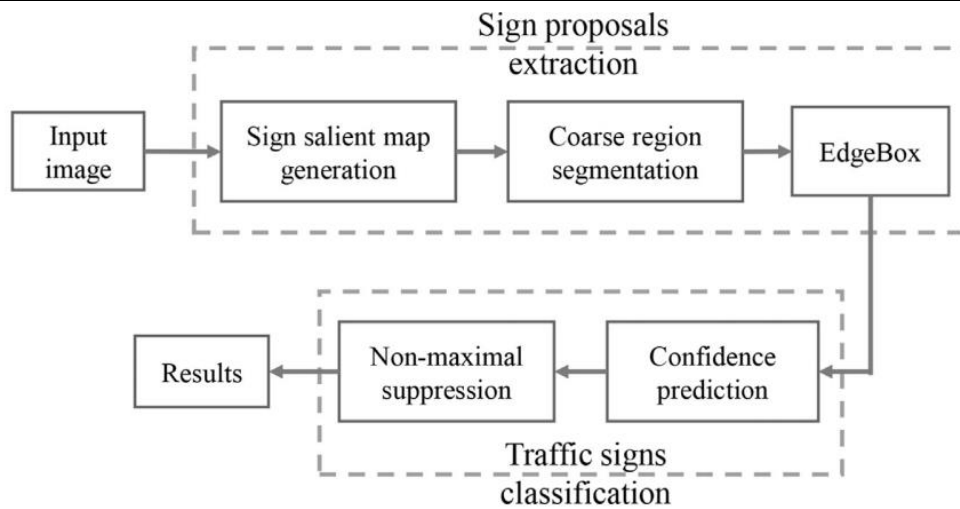 Sign proposals
extraction
Input
image
Sign salient map
generation
Coarse region
segmentation
EdgeBox
Results
Non-maximal
suppression
Confidence
prediction
Traffic signs
classification